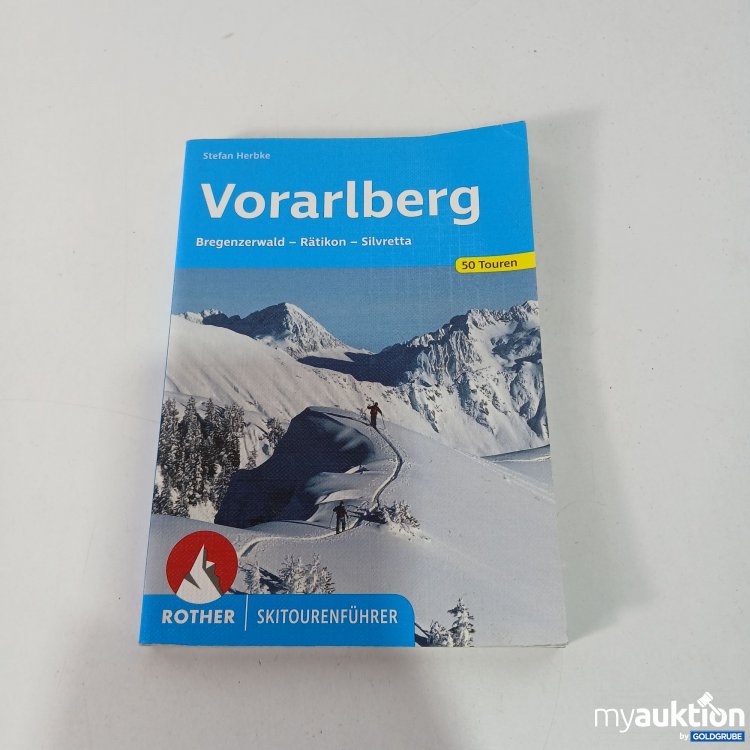 Stefan Herbke
Vorarlberg
Bregenzerwald – Rätikon – Silvretta
50 Touren
ROTHER | SKITOURENFÜHRER
myauktion
by GOLDGRUBE